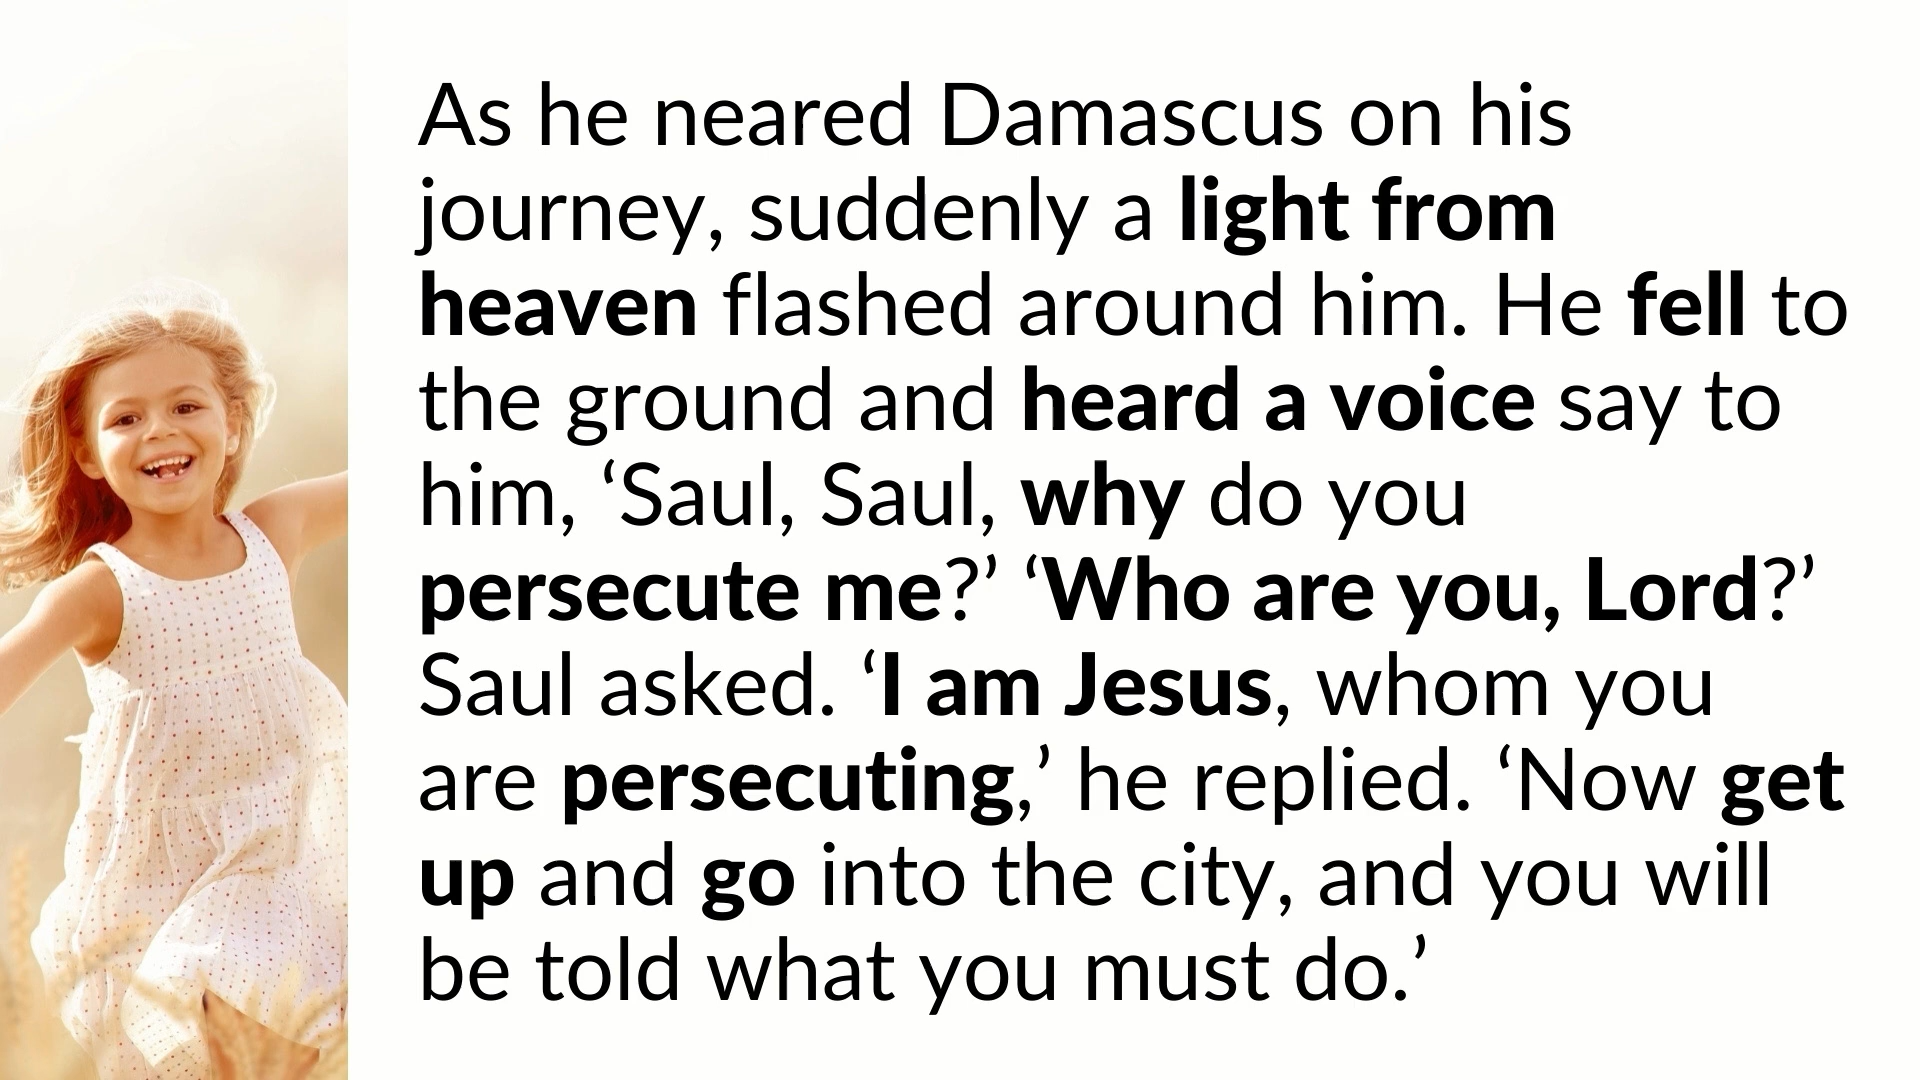 As he neared Damascus on his
journey, suddenly a light from
heaven flashed around him. He fell to
the ground and heard a voice say to
him, ‘Saul, Saul, why do you
persecute me?’ ‘Who are you, Lord?’
Saul asked. ‘I am Jesus, whom you
are persecuting,’ he replied. ‘Now get
up and go into the city, and you will
be told what you must do.’